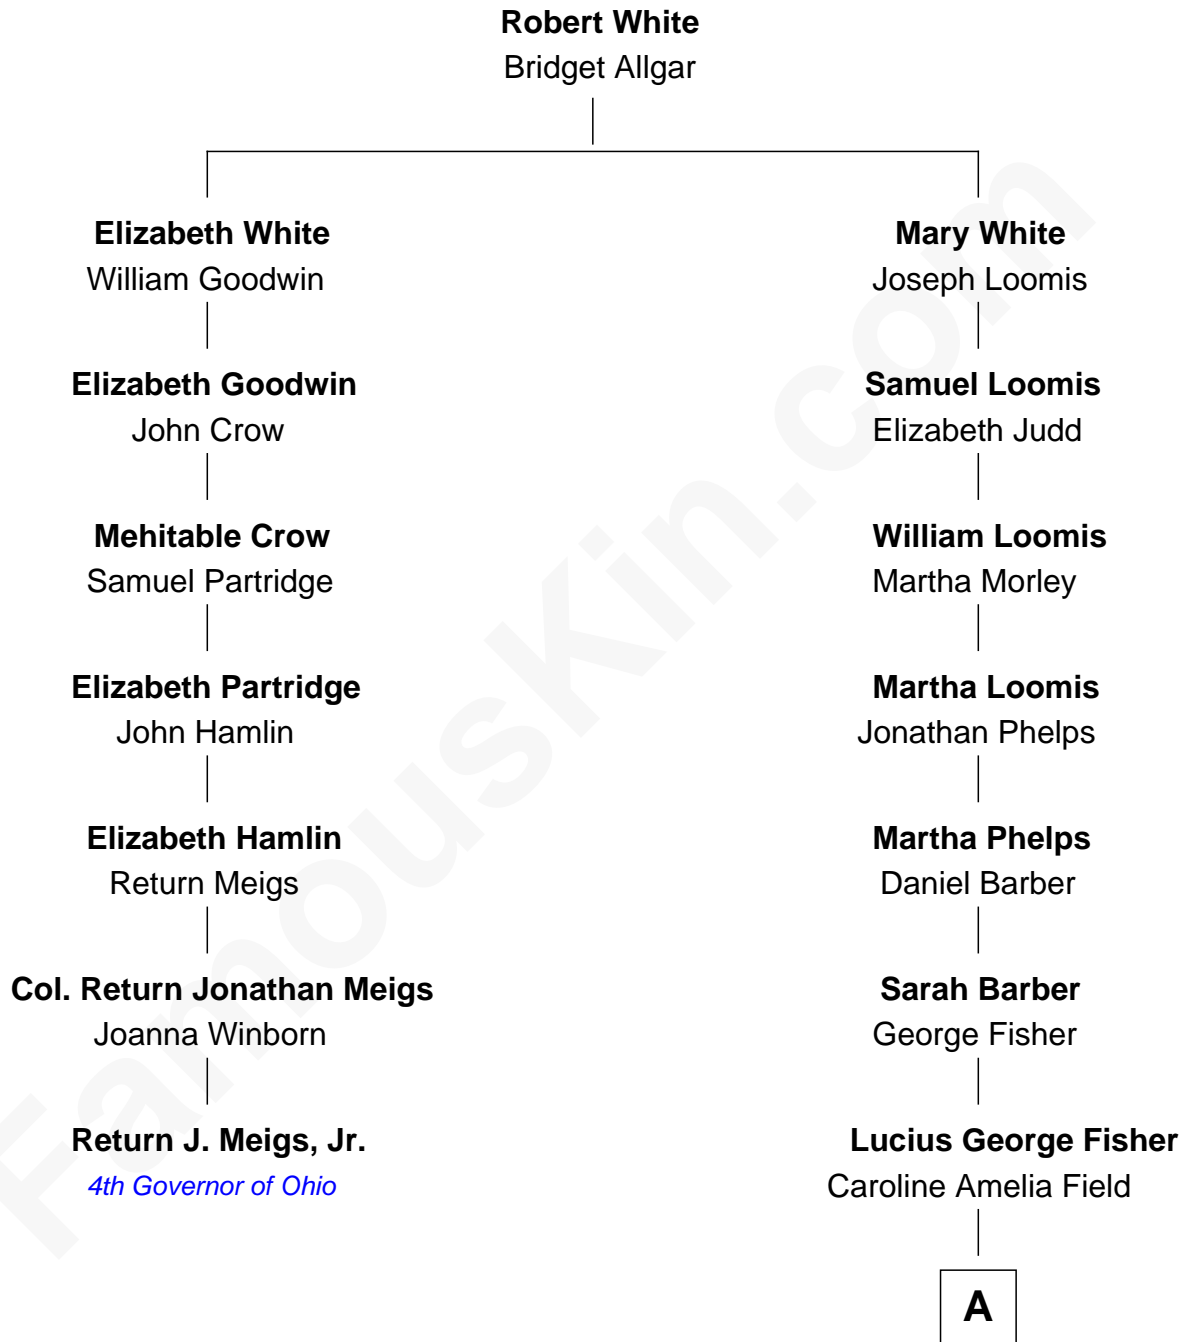 Robert White
Bridget Allgar
Elizabeth White
William Goodwin
Mary White
Joseph Loomis
Elizabeth Goodwin
John Crow
Samuel Loomis
Elizabeth Judd
Mehitable Crow
Samuel Partridge
William Loomis
Martha Morley
Elizabeth Partridge
John Hamlin
Martha Loomis
Jonathan Phelps
Elizabeth Hamlin
Return Meigs
Martha Phelps
Daniel Barber
Col. Return Jonathan Meigs
Joanna Winborn
Sarah Barber
George Fisher
Return J. Meigs, Jr.
4th Governor of Ohio
Lucius George Fisher
Caroline Amelia Field
A
FamousKin.com